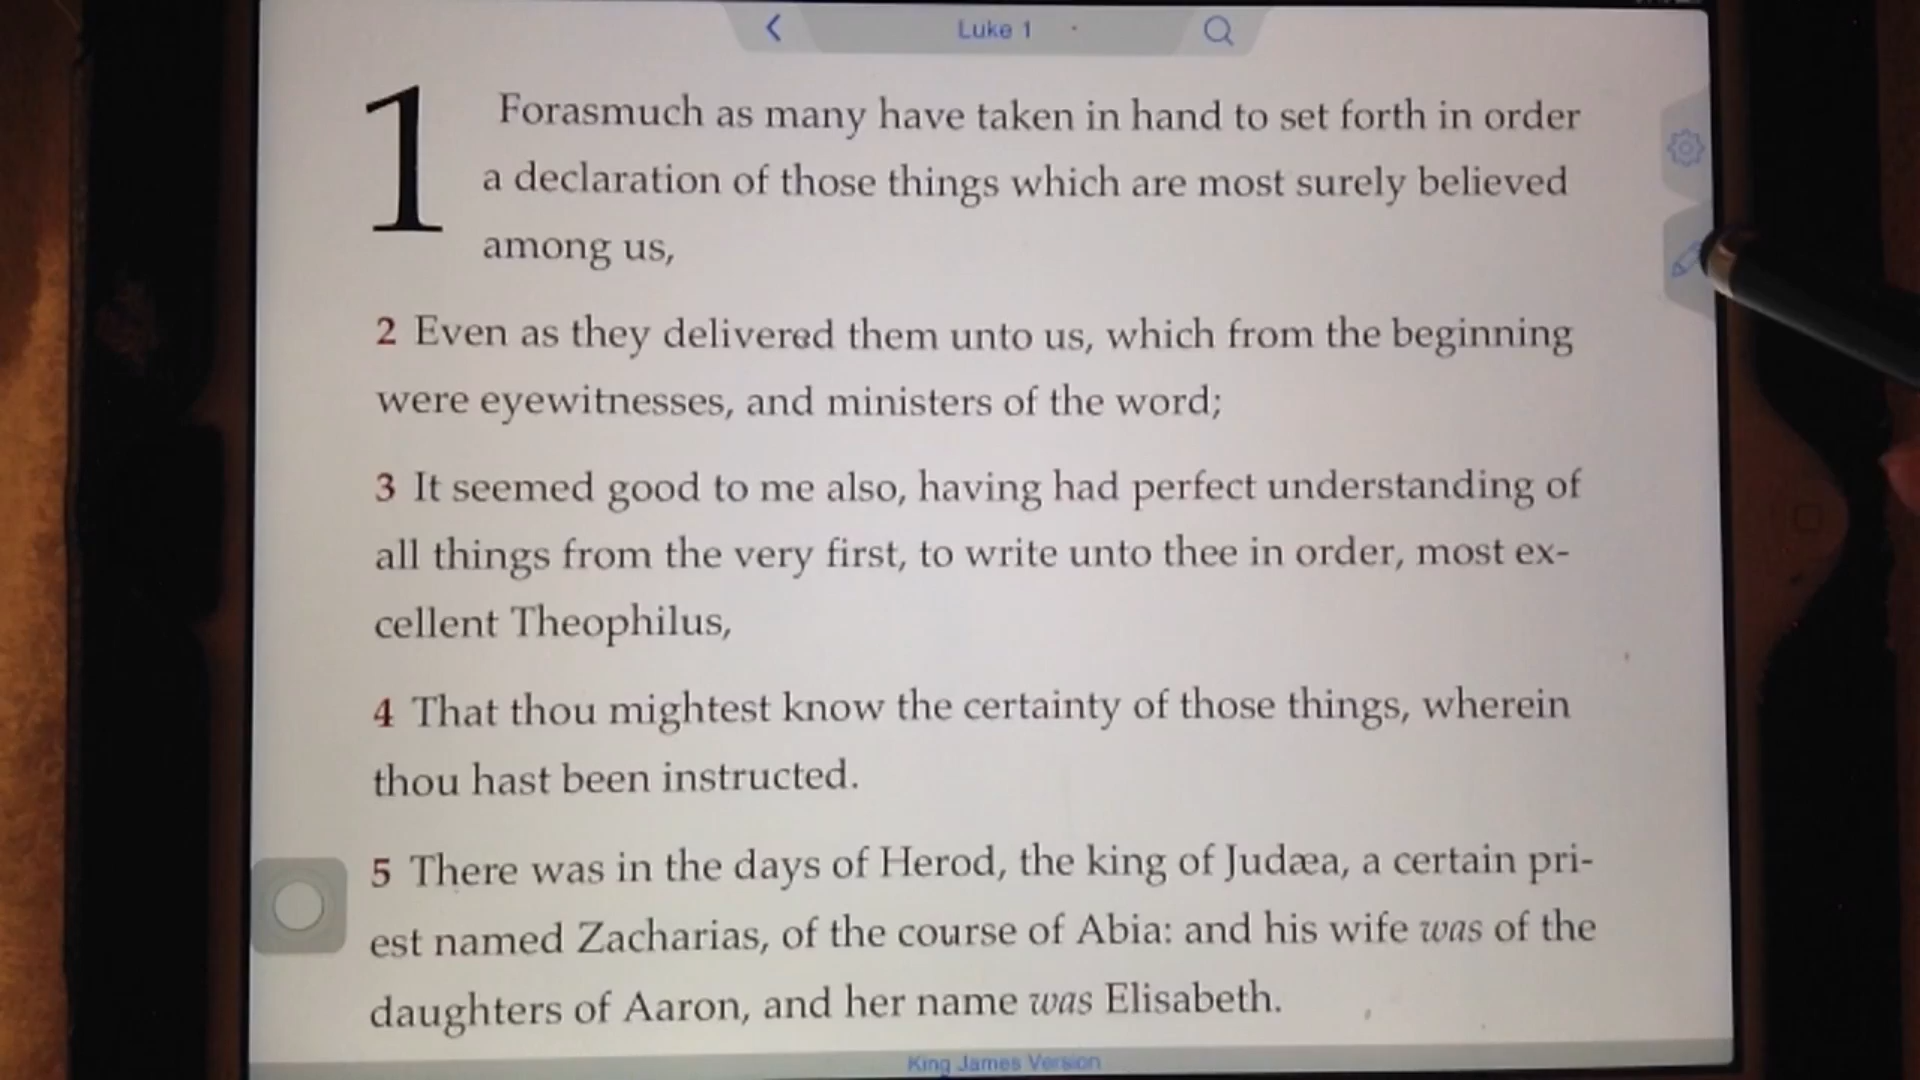 Luke 1
1 Forasmuch as many have taken in hand to set forth in order
a declaration of those things which are most surely believed
among us,
2 Even as they delivered them unto us, which from the beginning
were eyewitnesses, and ministers of the word;
3 It seemed good to me also, having had perfect understanding of
all things from the very first, to write unto thee in order, most ex-
cellent Theophilus,
4 That thou mightest know the certainty of those things, wherein
thou hast been instructed.
5 There was in the days of Herod, the king of Judæa, a certain pri-
est named Zacharias, of the course of Abia: and his wife was of the
daughters of Aaron, and her name was Elisabeth.
King James Version